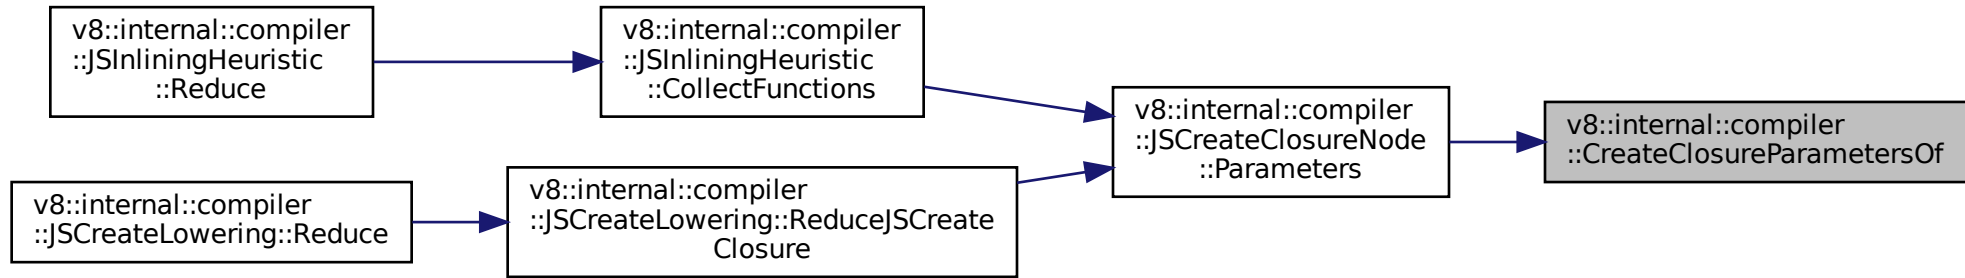 v8::internal::compiler
::JSInliningHeuristic
::Reduce
v8::internal::compiler
::JSInliningHeuristic
::CollectFunctions
v8::internal::compiler
::JSCreateClosureNode
::Parameters
v8::internal::compiler
::CreateClosureParametersOf
v8::internal::compiler
::JSCreateLowering::Reduce
v8::internal::compiler
::JSCreateLowering::ReduceJSCreate
Closure